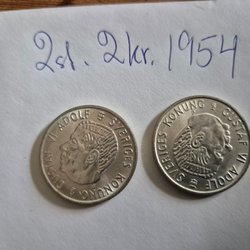 2st. 2kr. 1954
GUSTAF VI ADOLF SVERIGES KONUNG
GUSTAF VI ADOLF SVERIGES KONUNG